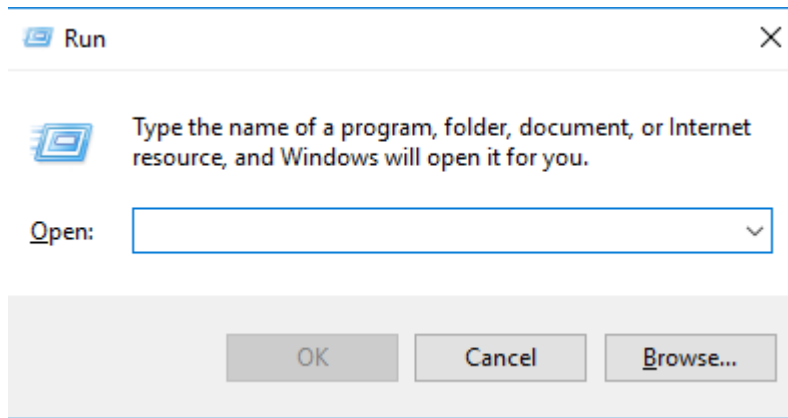 Run
Type the name of a program, folder, document, or Internet
resource, and Windows will open it for you.
Open:
OK Cancel Browse...